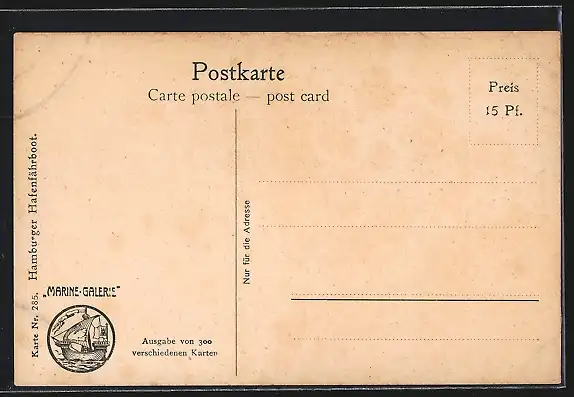 Postkarte
Carte postale — post card
Preis
15 Pf.
Nur für die Adresse
Karte Nr. 285. Hamburger Hafenfährboot.
„MARINE-GALERIE"
Ausgabe von 300
verschiedenen Karten